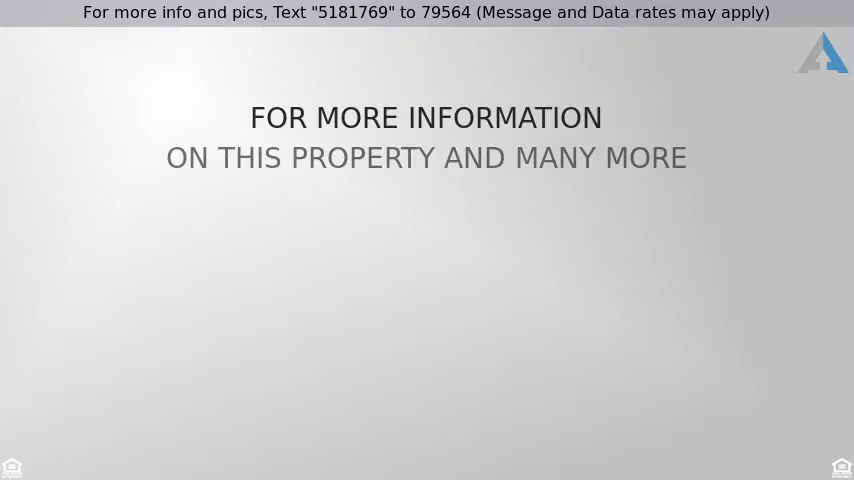 For more info and pics, Text "5181769" to 79564 (Message and Data rates may apply)
FOR MORE INFORMATION
ON THIS PROPERTY AND MANY MORE